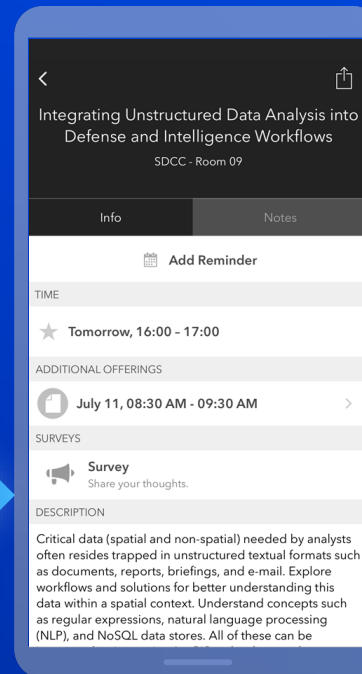 Integrating Unstructured Data Analysis into
Defense and Intelligence Workflows
SDCC - Room 09
Info
Notes
Add Reminder
TIME
Tomorrow, 16:00 – 17:00
ADDITIONAL OFFERINGS
July 11, 08:30 AM - 09:30 AM
SURVEYS
Survey
Share your thoughts.
DESCRIPTION
Critical data (spatial and non-spatial) needed by analysts
often resides trapped in unstructured textual formats such
as documents, reports, briefings, and e-mail. Explore
workflows and solutions for better understanding this
data within a spatial context. Understand concepts such
as regular expressions, natural language processing
(NLP), and NoSQL data stores. All of these can be